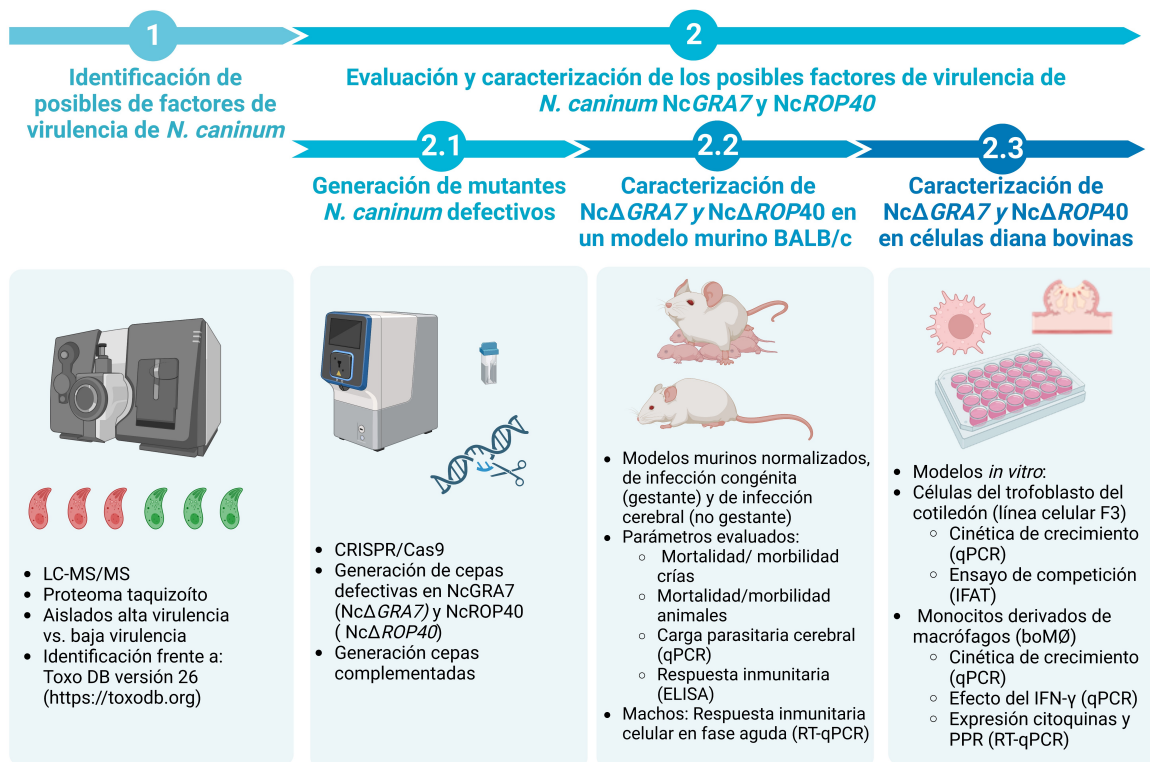 1
Identificación de
posibles de factores de
virulencia de N. caninum
2
Evaluación y caracterización de los posibles factores de virulencia de
N. caninum NcGRA7 y NcROP40
2.1
Generación de mutantes
N. caninum defectivos
2.2
Caracterización de
NcΔGRA7 y NcΔROP40 en
un modelo murino BALB/c
2.3
Caracterización de
NcΔGRA7 y NcΔROP40
en células diana bovinas
• LC-MS/MS
• Proteoma taquizoíto
• Aislados alta virulencia
vs. baja virulencia
• Identificación frente a:
Toxo DB versión 26
(https://toxodb.org)
• CRISPR/Cas9
• Generación de cepas
defectivas en NcGRA7
(NcΔGRA7) y NcROP40
( NcΔROP40)
• Generación cepas
complementadas
• Modelos murinos normalizados,
de infección congénita
(gestante) y de infección
cerebral (no gestante)
• Parámetros evaluados:
○ Mortalidad/ morbilidad
crías
○ Mortalidad/morbilidad
animales
○ Carga parasitaria cerebral
(qPCR)
○ Respuesta inmunitaria
(ELISA)
• Machos: Respuesta inmunitaria
celular en fase aguda (RT-qPCR)
• Modelos in vitro:
• Células del trofoblasto del
cotiledón (línea celular F3)
○ Cinética de crecimiento
(qPCR)
○ Ensayo de competición
(IFAT)
• Monocitos derivados de
macrófagos (boMØ)
○ Cinética de crecimiento
(qPCR)
○ Efecto del IFN-γ (qPCR)
○ Expresión citoquinas y
PPR (RT-qPCR)